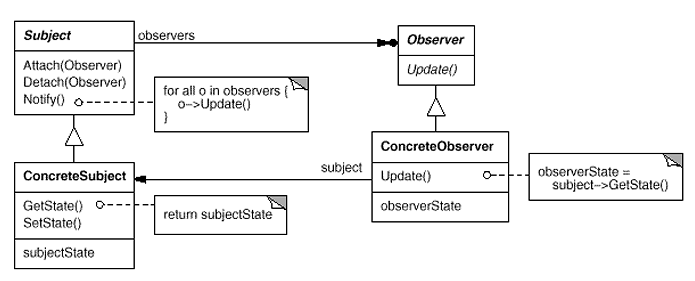 Subject
Attach(Observer)
Detach(Observer)
Notify()
observers
for all o in observers {
o->Update()
}
Observer
Update()
ConcreteSubject
GetState()
SetState()
subjectState
return subjectState
subject
ConcreteObserver
Update()
observerState
observerState =
subject->GetState()